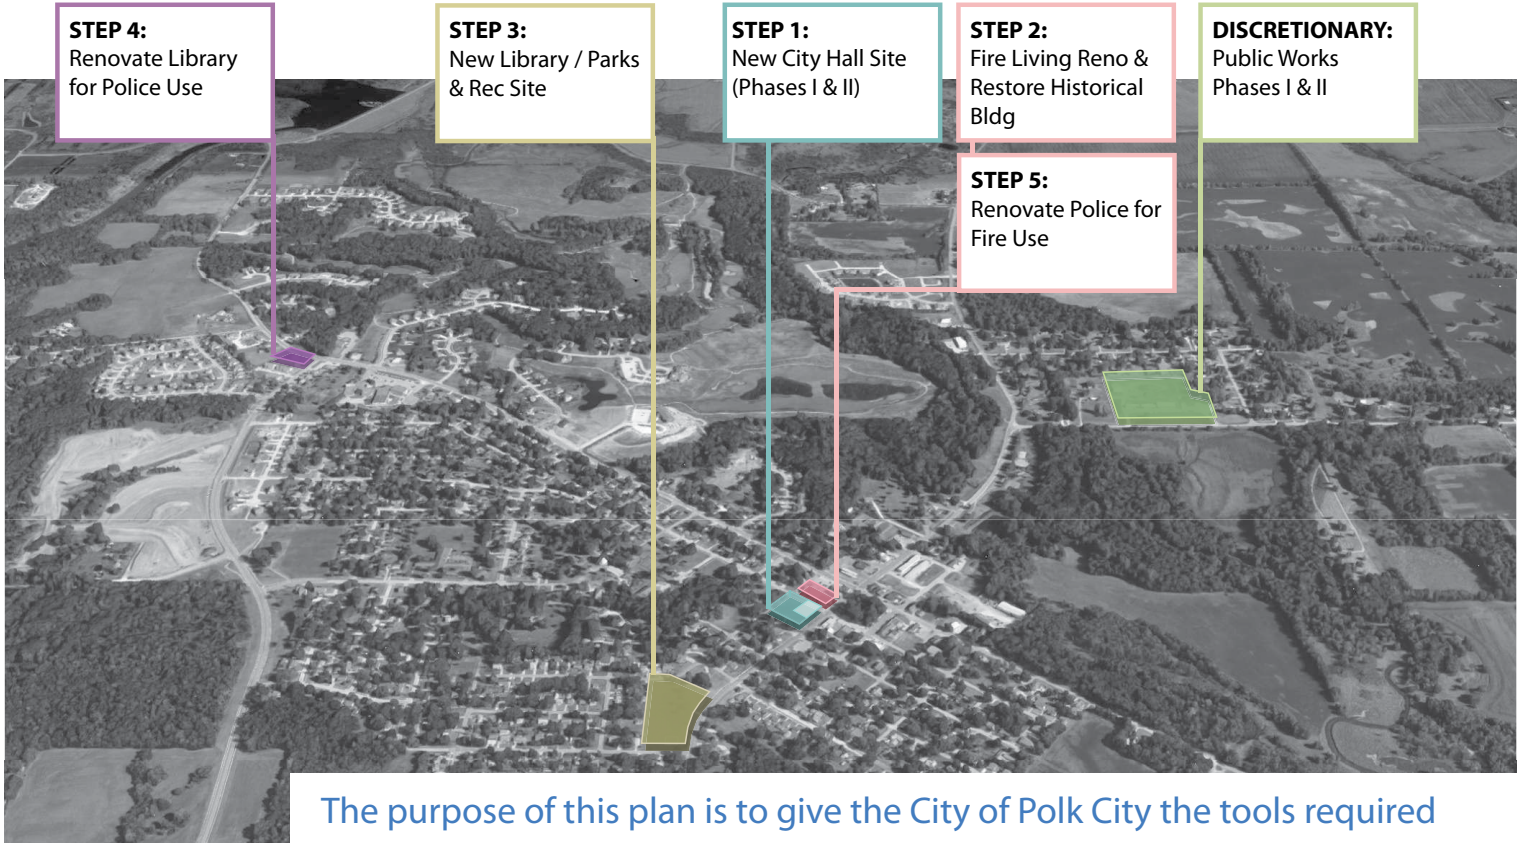 STEP 4:
Renovate Library
for Police Use
STEP 3:
New Library / Parks
& Rec Site
STEP 1:
New City Hall Site
(Phases I & II)
STEP 2:
Fire Living Reno &
Restore Historical
Bldg
DISCRETIONARY:
Public Works
Phases I & II
STEP 5:
Renovate Police for
Fire Use
The purpose of this plan is to give the City of Polk City the tools required